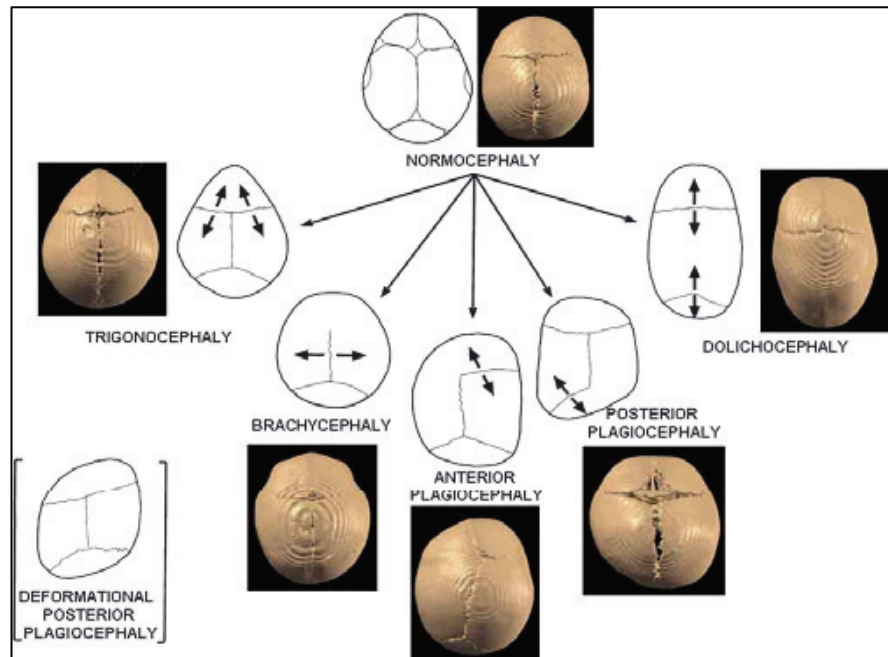 NORMOCEPHALY
TRIGONOCEPHALY
DOLICHOCEPHALY
BRACHYCEPHALY
POSTERIOR
PLAGIOCEPHALY
ANTERIOR
PLAGIOCEPHALY
DEFORMATIONAL
POSTERIOR
PLAGIOCEPHALY